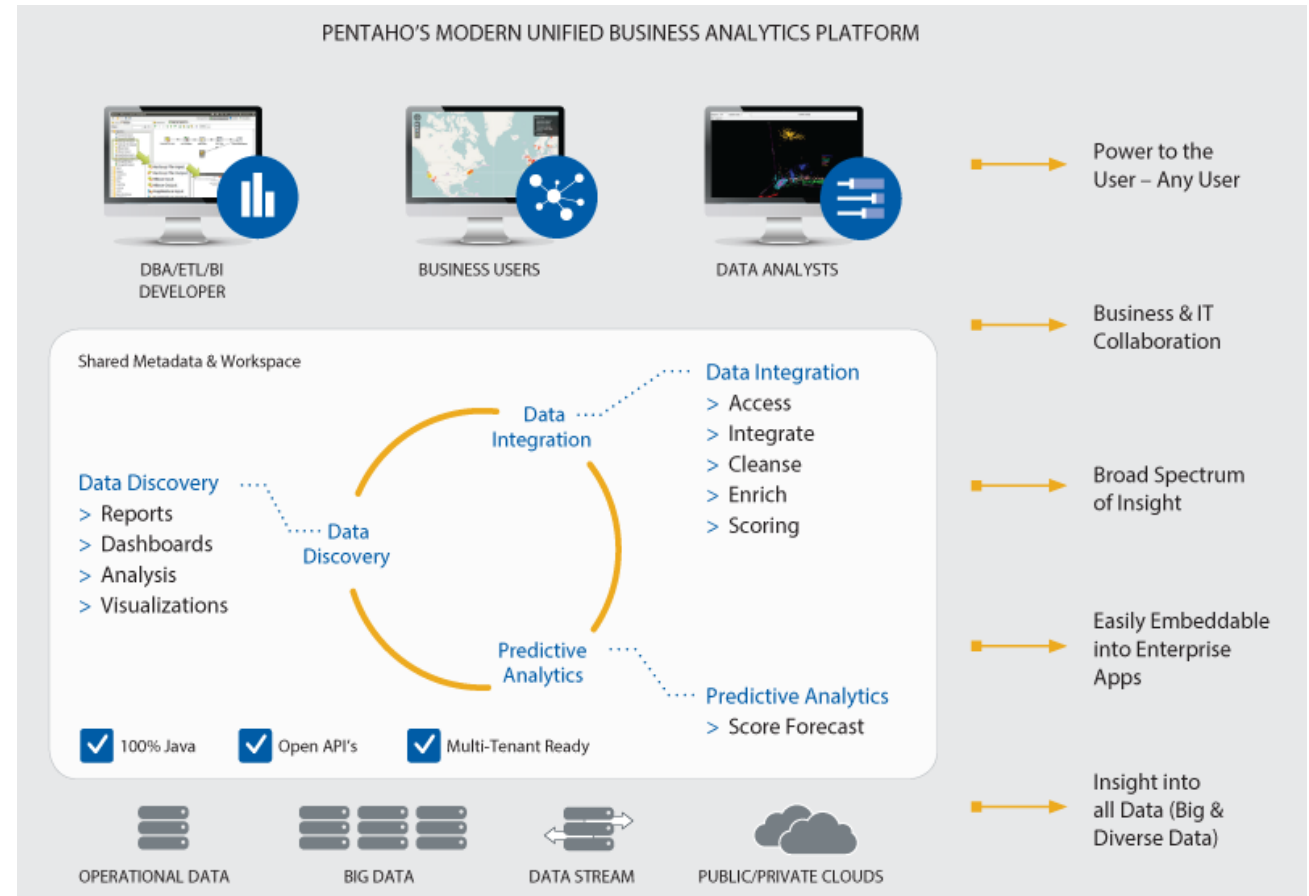 PENTAHO'S MODERN UNIFIED BUSINESS ANALYTICS PLATFORM
DBA/ETL/BI
DEVELOPER
BUSINESS USERS
DATA ANALYSTS
Power to the
User – Any User
Business & IT
Collaboration
Broad Spectrum
of Insight
Easily Embeddable
into Enterprise
Apps
Insight into
all Data (Big &
Diverse Data)
Shared Metadata & Workspace
Data
Integration
Data Integration
> Access
> Integrate
> Cleanse
> Enrich
> Scoring
Data Discovery
> Reports
> Dashboards
> Analysis
> Visualizations
Data
Discovery
Predictive
Analytics
Predictive Analytics
> Score Forecast
100% Java
Open API's
Multi-Tenant Ready
OPERATIONAL DATA
BIG DATA
DATA STREAM
PUBLIC/PRIVATE CLOUDS